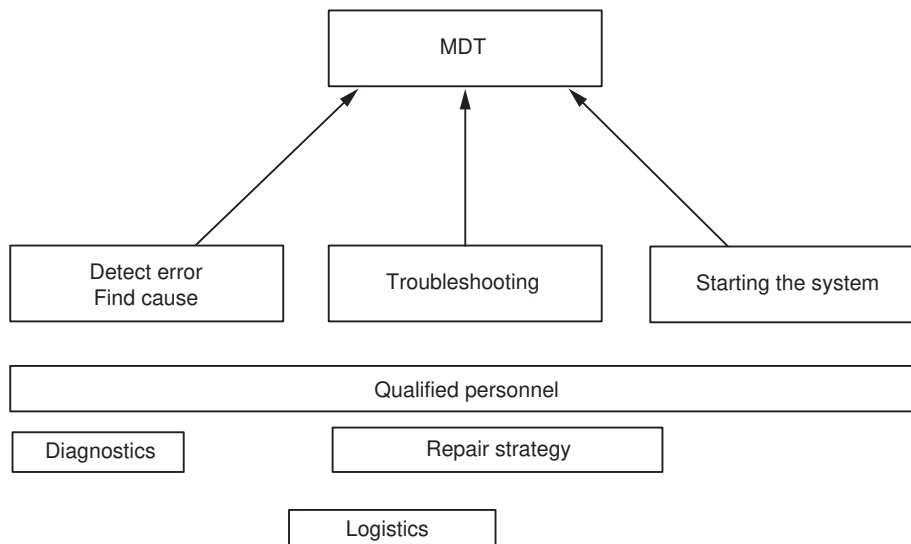 MDT
Detect error
Find cause
Troubleshooting
Starting the system
Qualified personnel
Diagnostics
Repair strategy
Logistics